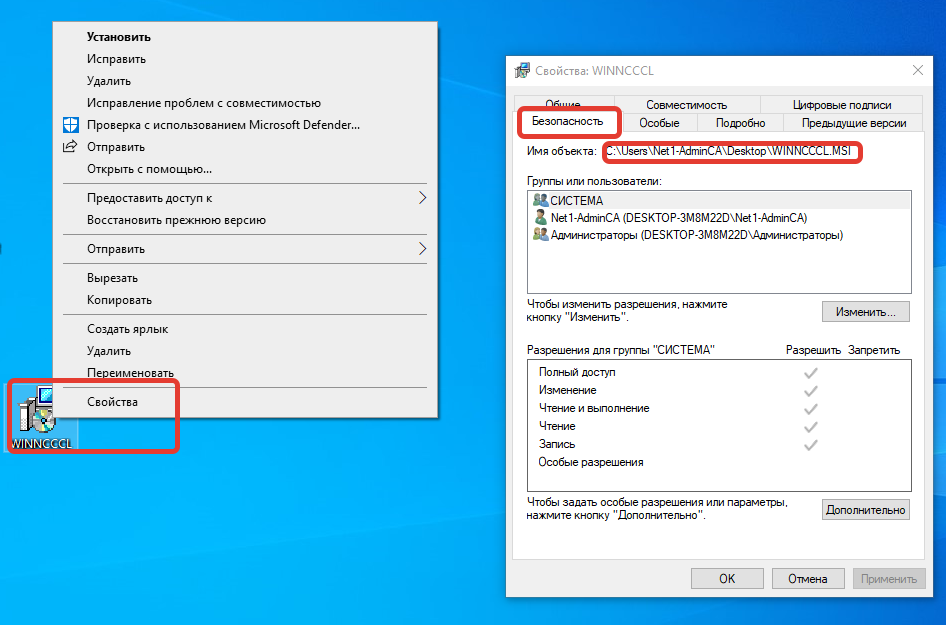 Установить
Исправить
Удалить
Исправление проблем с совместимостью
Проверка с использованием Microsoft Defender...
Отправить
Открыть с помощью...
Предоставить доступ к
Восстановить прежнюю версию
Отправить
Вырезать
Копировать
Создать ярлык
Удалить
Переименовать
Свойства
WINNCCCL
Свойства: WINNCCCL
Общие
Совместимость
Цифровые подписи
Безопасность
Особые
Подробно
Предыдущие версии
Имя объекта: C:\Users\Net1-AdminCA\Desktop\WINNCCCL.MSI
Группы или пользователи:
СИСТЕМА
Net1-AdminCA (DESKTOP-3M8M22D\Net1-AdminCA)
Администраторы (DESKTOP-3M8M22D\Администраторы)
Чтобы изменить разрешения, нажмите
кнопку "Изменить".
Изменить...
Разрешения для группы "СИСТЕМА" Разрешить Запретить
Полный доступ
Изменение
Чтение и выполнение
Чтение
Запись
Особые разрешения
Чтобы задать особые разрешения или параметры,
нажмите кнопку "Дополнительно".
Дополнительно
OK
Отмена
Применить